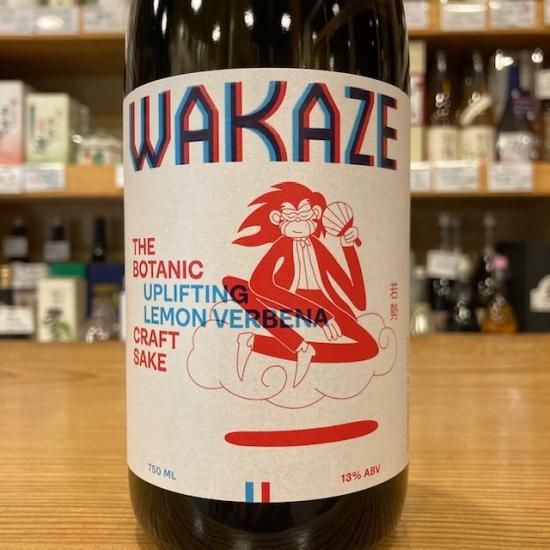 WAKAZE
THE
BOTANIC
UPLIFTING
LEMON VERBENA
CRAFT
SAKE
750 ML
13% ABV